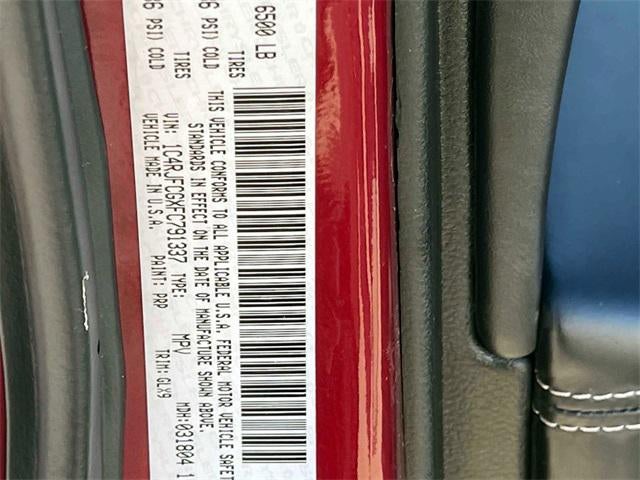 6500 LB
TIRES
TIRES
PSI) COLD
PSI) COLD
THIS VEHICLE CONFORMS TO ALL APPLICABLE U.S.A. FEDERAL MOTOR VEHICLE SAFET
STANDARDS IN EFFECT ON THE DATE OF MANUFACTURE SHOWN ABOVE.
VIN: 1C4RJFCGXFC791337 TYPE: MPV MDH:031804 1
VEHICLE MADE IN U.S.A. PAINT: PRP TRIM:GLX9